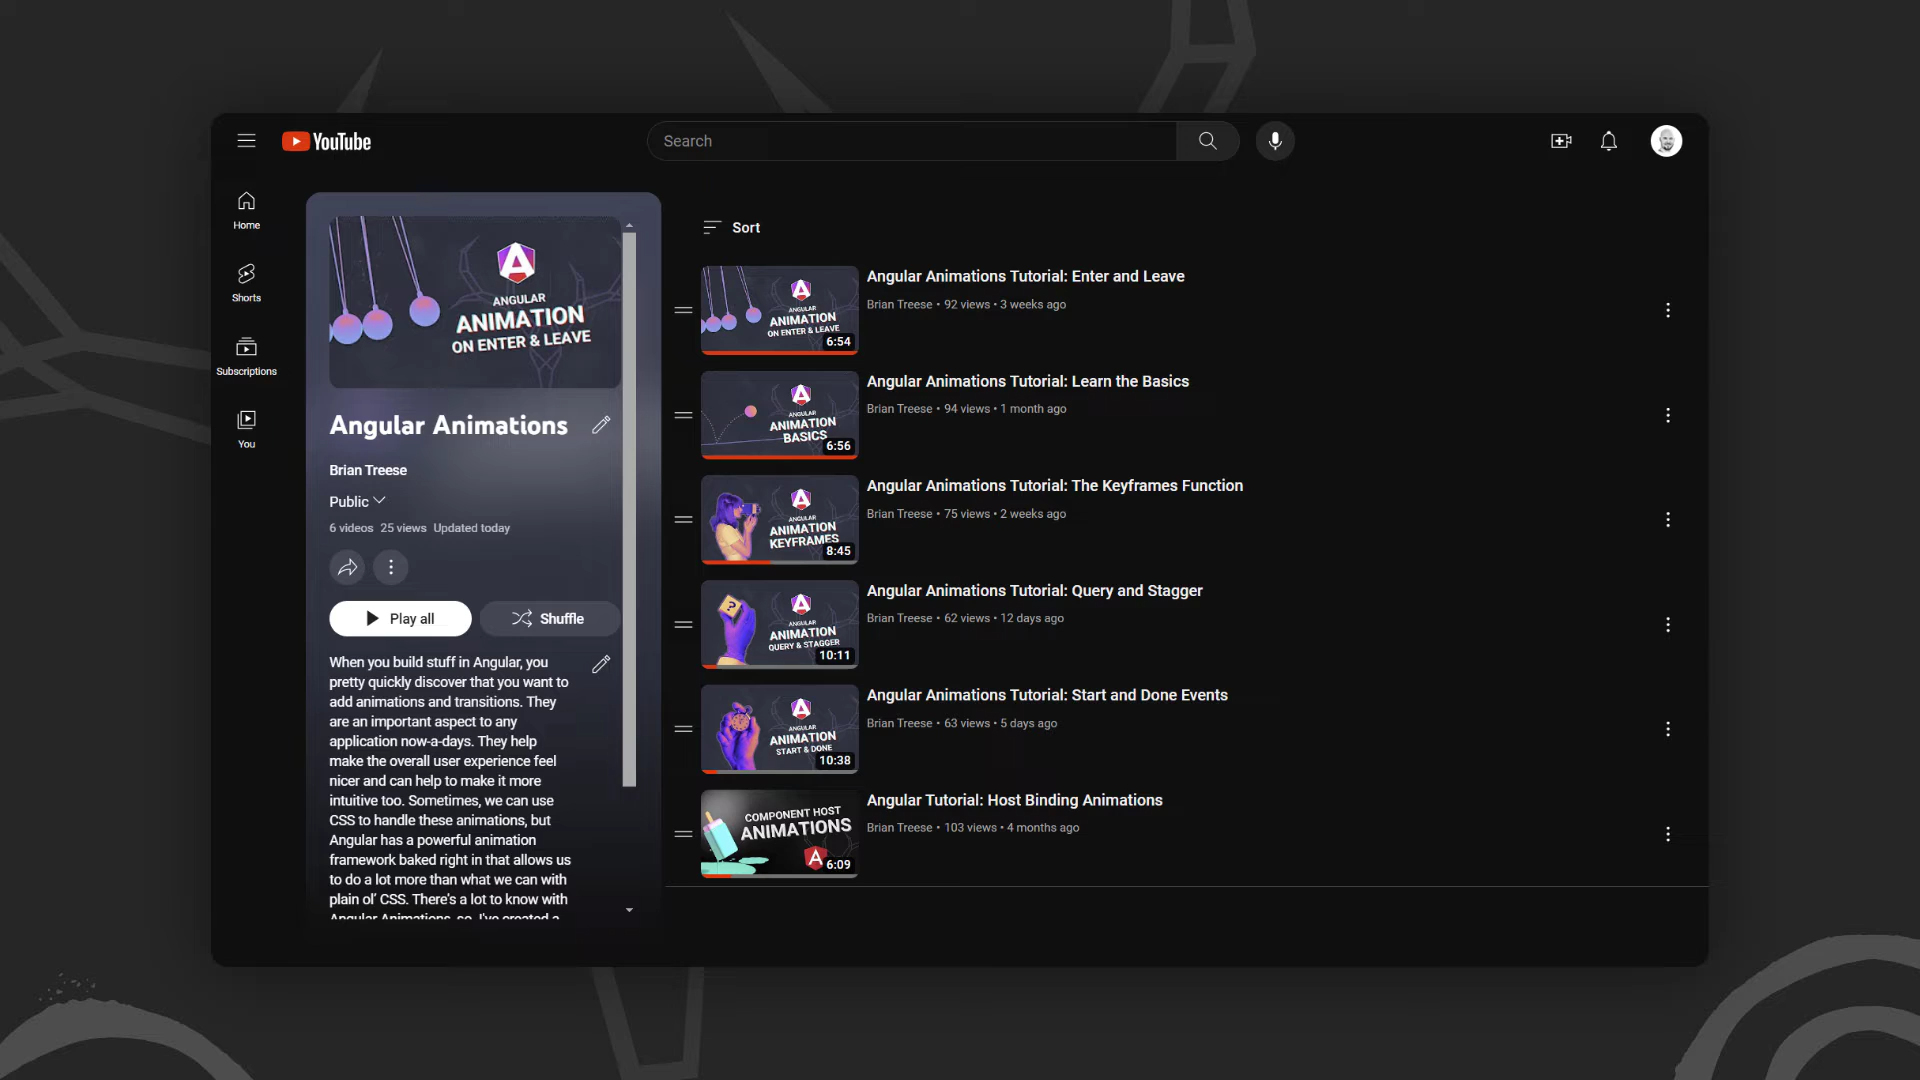 YouTube
Search
Home
Shorts
Subscriptions
You
ANGULAR
ANIMATION
ON ENTER & LEAVE
Angular Animations
Brian Treese
Public
6 videos 25 views Updated today
Play all
Shuffle
When you build stuff in Angular, you
pretty quickly discover that you want to
add animations and transitions. They
are an important aspect to any
application now-a-days. They help
make the overall user experience feel
nicer and can help to make it more
intuitive too. Sometimes, we can use
CSS to handle these animations, but
Angular has a powerful animation
framework baked right in that allows us
to do a lot more than what we can with
plain ol’ CSS. There's a lot to know with
Angular Animations, so, I've created a
Sort
ANGULAR
ANIMATION
ON ENTER & LEAVE
6:54
Angular Animations Tutorial: Enter and Leave
Brian Treese • 92 views • 3 weeks ago
ANGULAR
ANIMATION
BASICS
6:56
Angular Animations Tutorial: Learn the Basics
Brian Treese • 94 views • 1 month ago
ANGULAR
ANIMATION
KEYFRAMES
8:45
Angular Animations Tutorial: The Keyframes Function
Brian Treese • 75 views • 2 weeks ago
?
ANGULAR
ANIMATION
QUERY & STAGGER
10:11
Angular Animations Tutorial: Query and Stagger
Brian Treese • 62 views • 12 days ago
ANGULAR
ANIMATION
START & DONE
10:38
Angular Animations Tutorial: Start and Done Events
Brian Treese • 63 views • 5 days ago
COMPONENT HOST
ANIMATIONS
6:09
Angular Tutorial: Host Binding Animations
Brian Treese • 103 views • 4 months ago